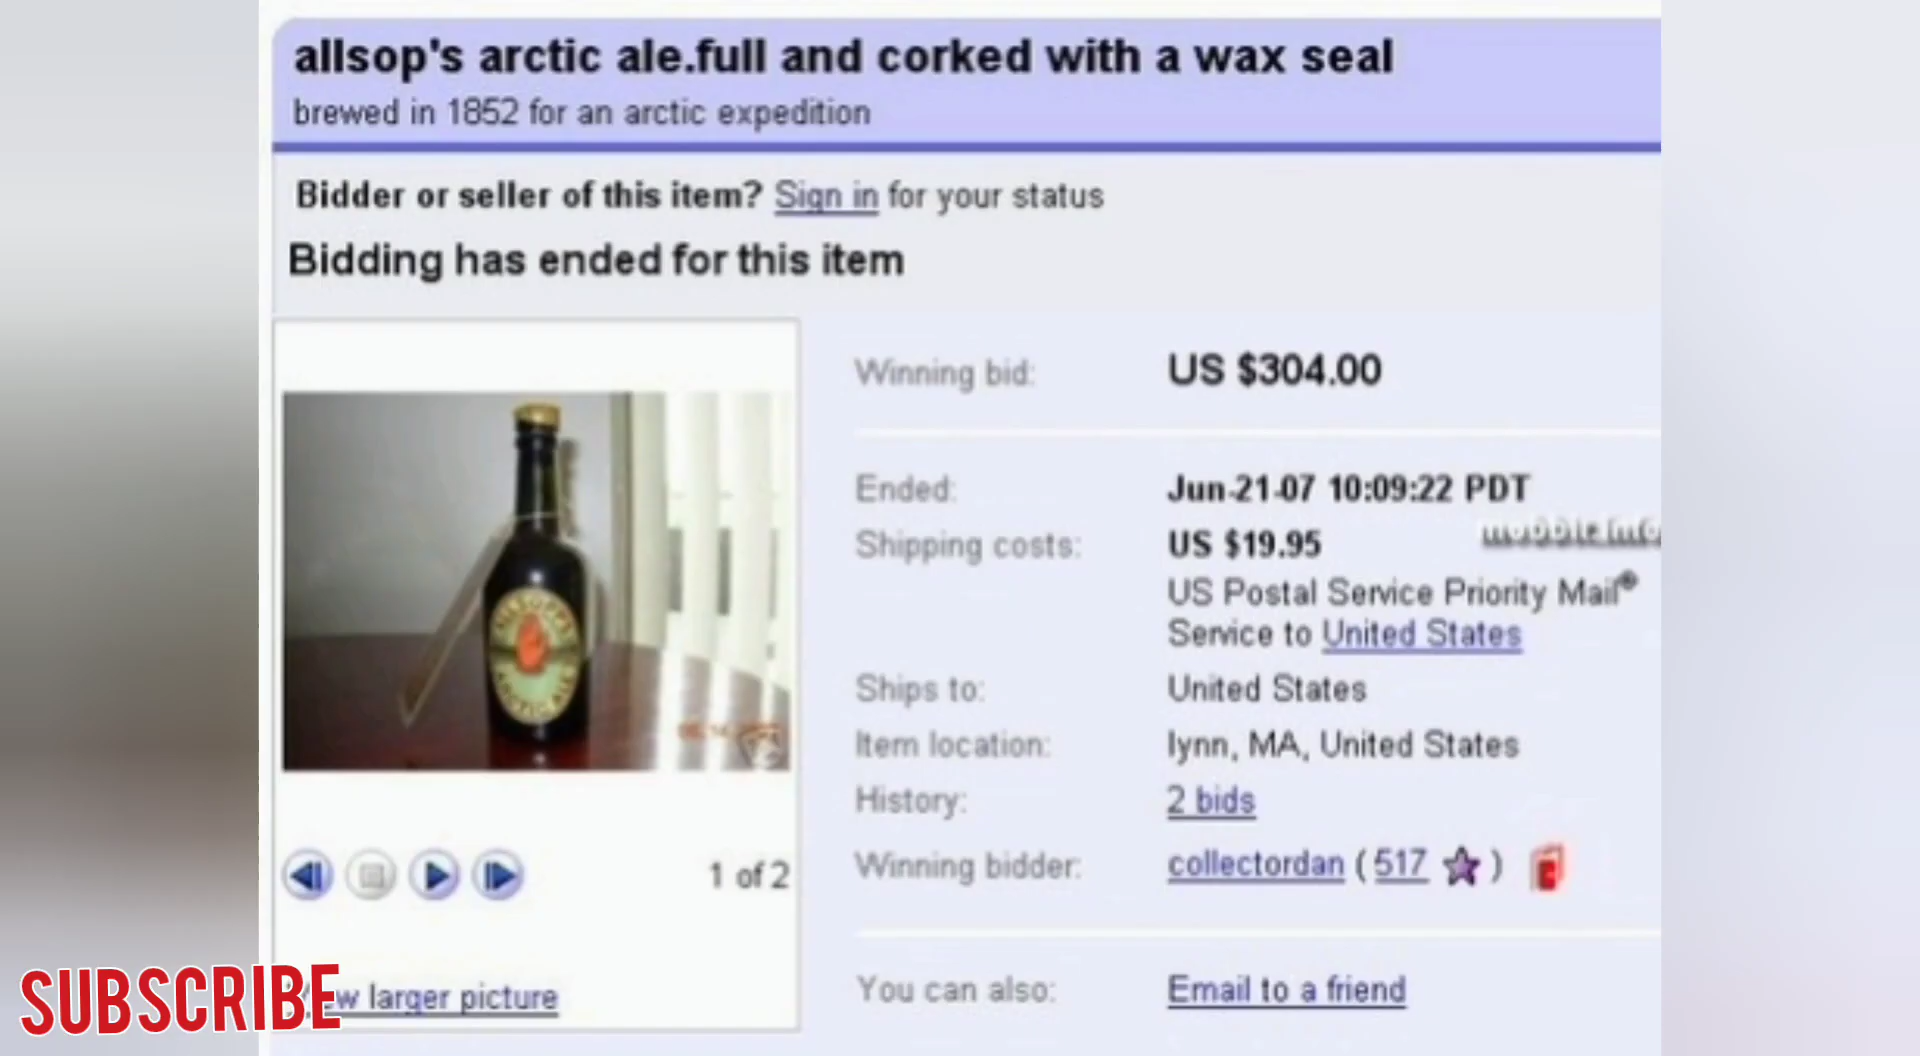 allsop's arctic ale.full and corked with a wax seal
brewed in 1852 for an arctic expedition
Bidder or seller of this item? Sign in for your status
Bidding has ended for this item
Winning bid: US $304.00
Ended: Jun-21-07 10:09:22 PDT
Shipping costs: US $19.95
US Postal Service Priority Mail®
Service to United States
Ships to: United States
Item location: lynn, MA, United States
History: 2 bids
Winning bidder: collectordan (517)
You can also: Email to a friend
ALLSOPP'S
ARCTIC ALE
1 of 2
larger picture
SUBSCRIBE